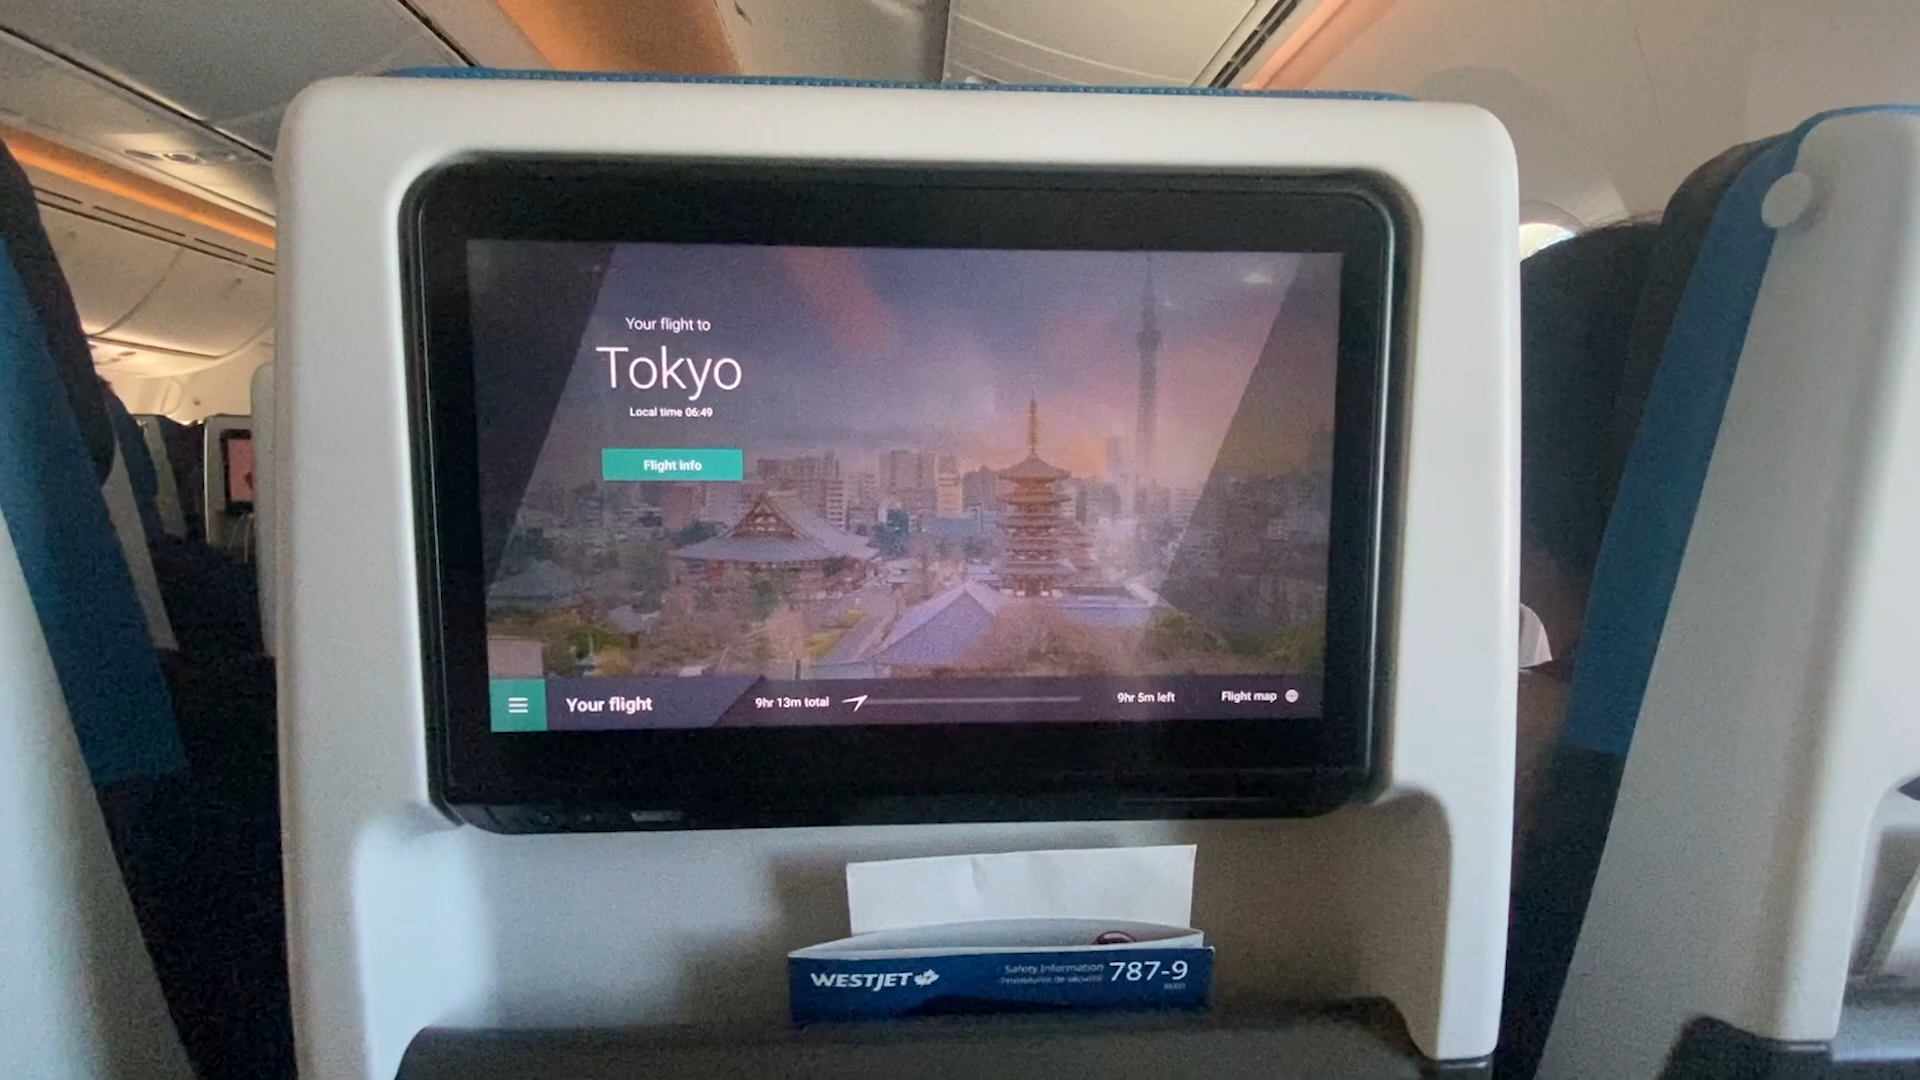 Your flight to
Tokyo
Local time 06:49
Flight info
Your flight
9hr 13m total
9hr 5m left
Flight map
WESTJET
Safety Information
787-9